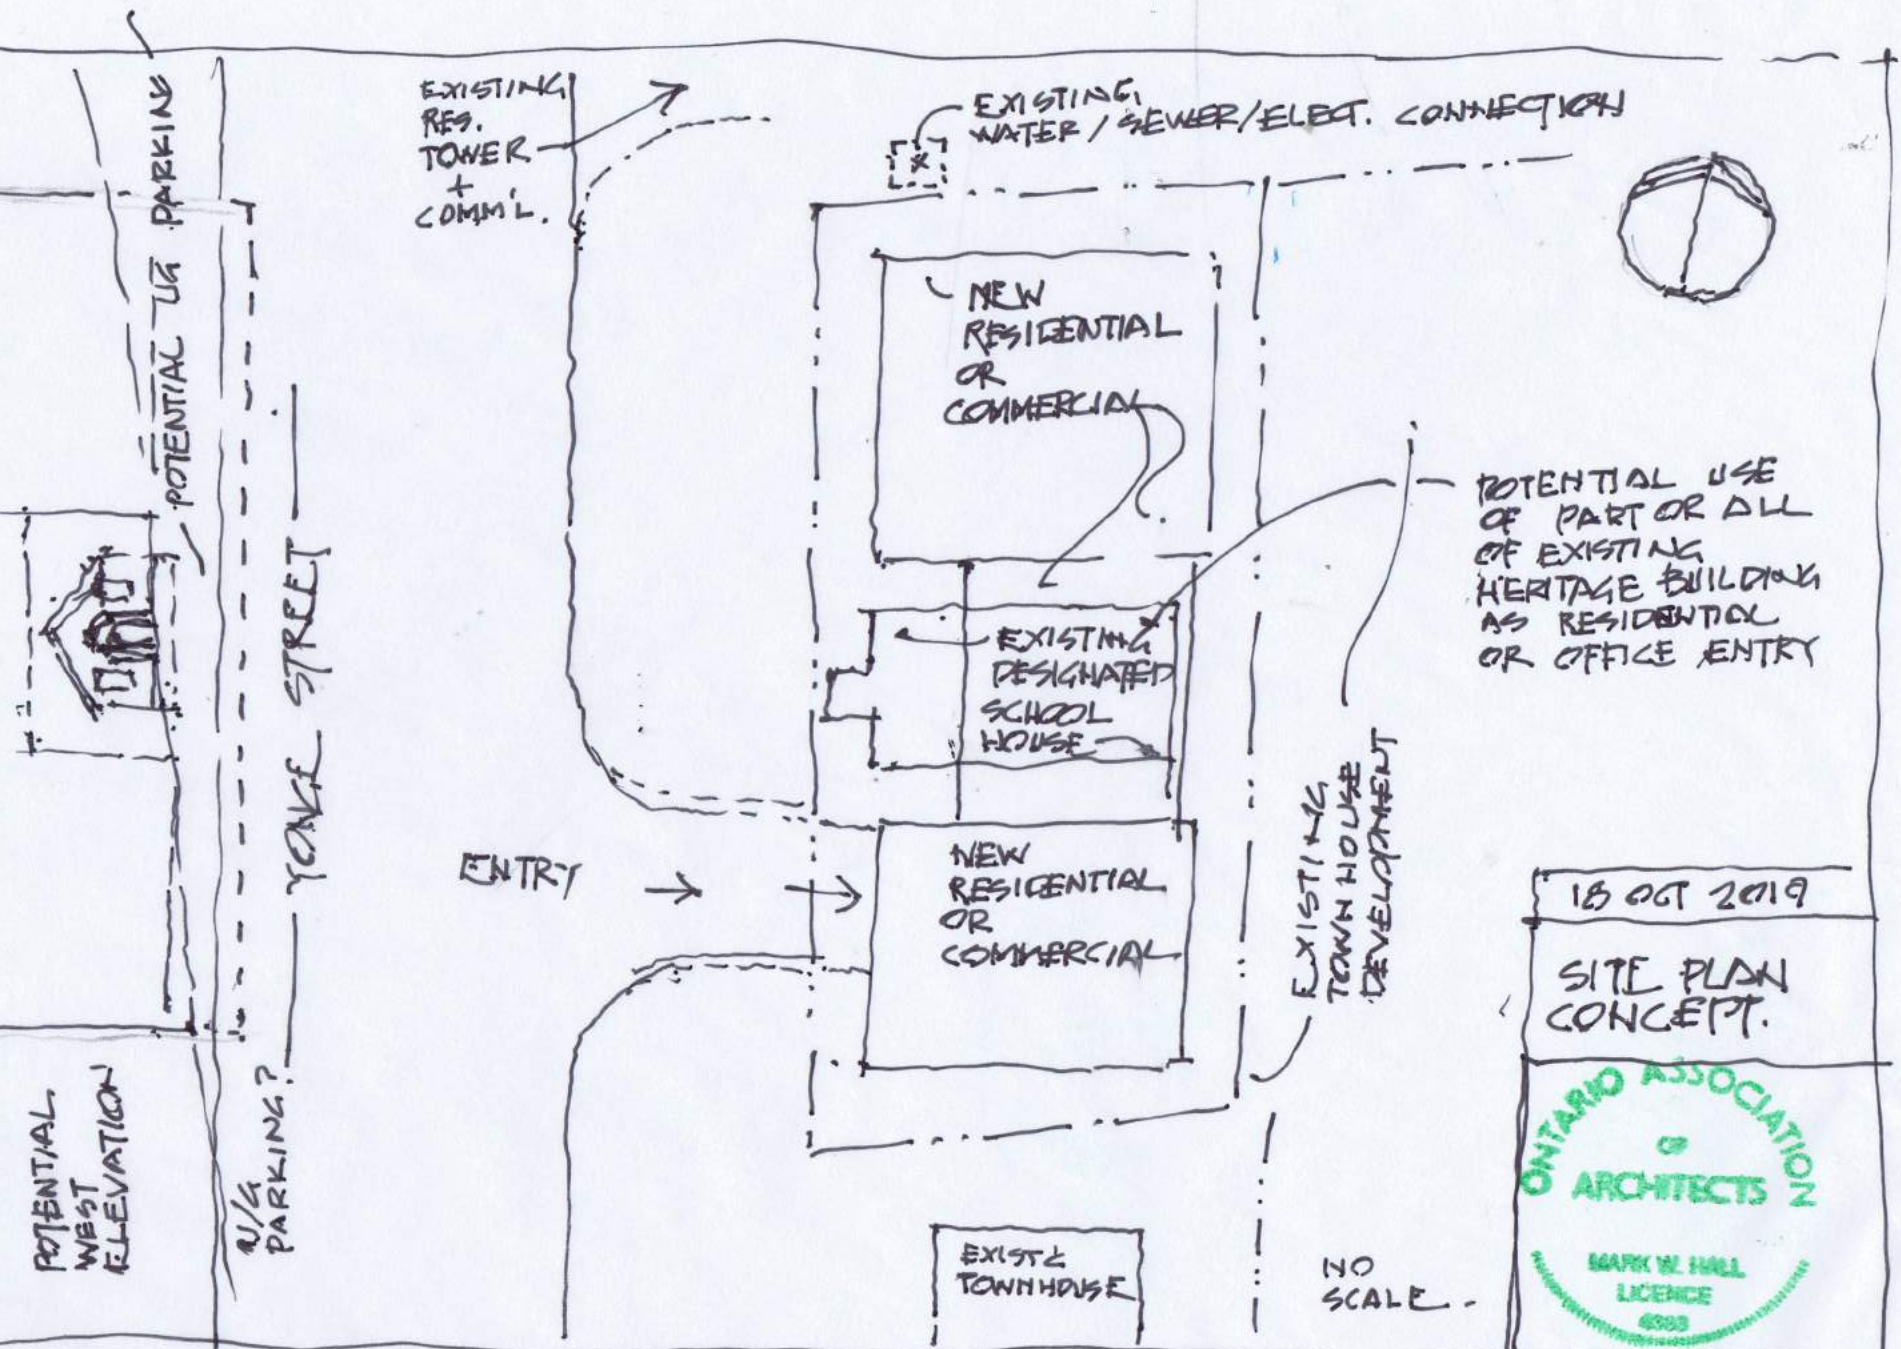 POTENTIAL UG PARKING
EXISTING
RES.
TOWER
+
COMM'L.
EXISTING
WATER / SEWER / ELECT. CONNECTION
X
NEW
RESIDENTIAL
OR
COMMERCIAL
POTENTIAL USE
OF PART OR ALL
OF EXISTING
HERITAGE BUILDING
AS RESIDENTIAL
OR OFFICE ENTRY
EXISTING
DESIGNATED
SCHOOL
HOUSE
YONGE STREET
ENTRY
NEW
RESIDENTIAL
OR
COMMERCIAL
EXISTING
TOWNHOUSE
DEVELOPMENT
18 OCT 2019
SITE PLAN
CONCEPT.
POTENTIAL
WEST
ELEVATION
U/G
PARKING?
EXIST'G
TOWNHOUSE
NO
SCALE.
ONTARIO ASSOCIATION
OF
ARCHITECTS
MARK W. HALL
LICENCE